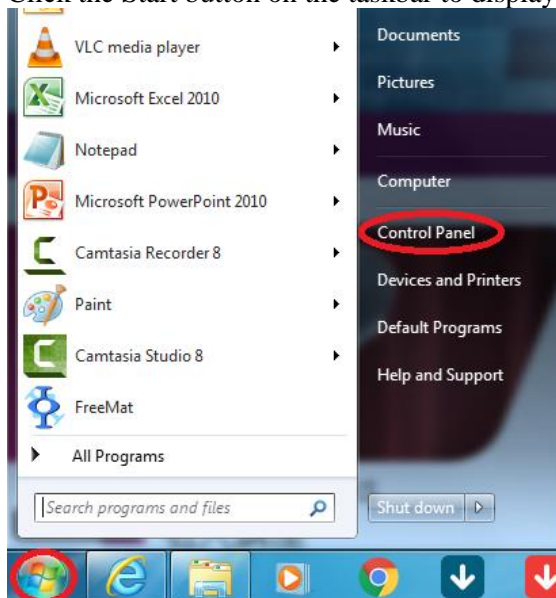 Click the Start button on the taskbar to display
VLC media player
Microsoft Excel 2010
Notepad
Microsoft PowerPoint 2010
Camtasia Recorder 8
Paint
Camtasia Studio 8
FreeMat
All Programs
Search programs and files
Documents
Pictures
Music
Computer
Control Panel
Devices and Printers
Default Programs
Help and Support
Shut down